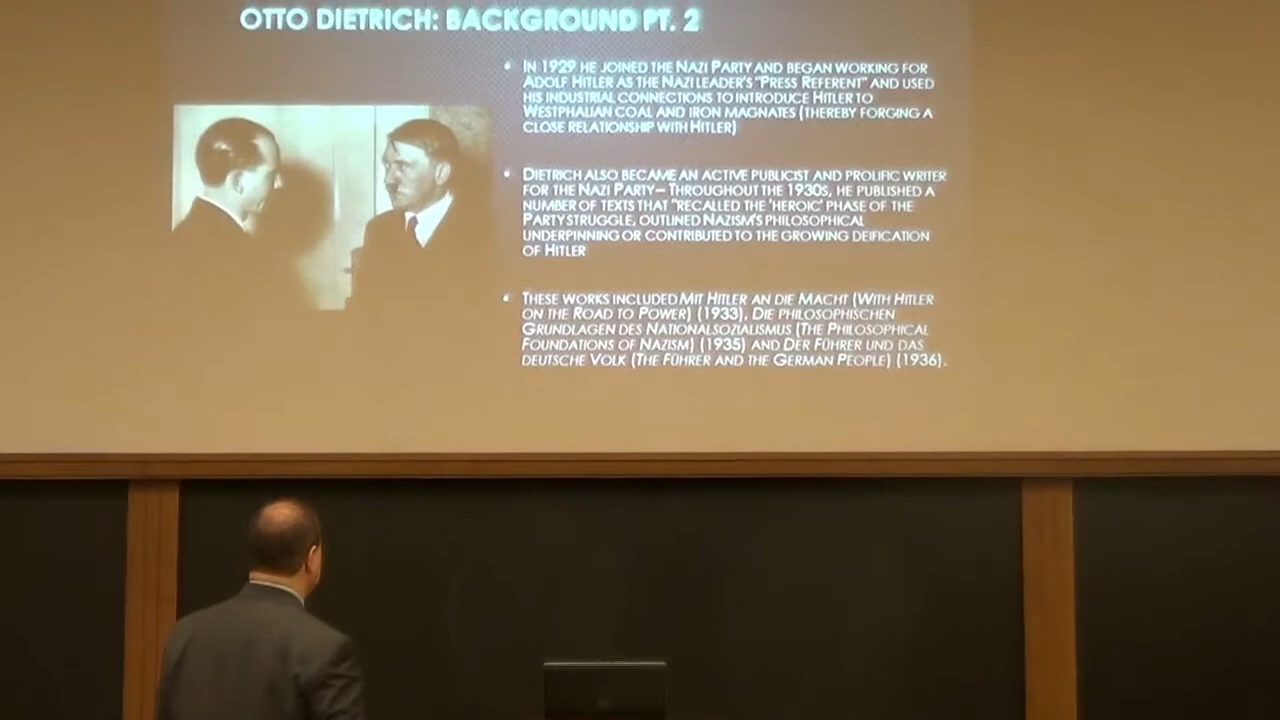 OTTO DIETRICH: BACKGROUND PT. 2
• IN 1929 HE JOINED THE NAZI PARTY AND BEGAN WORKING FOR
ADOLF HITLER AS THE NAZI LEADER'S "PRESS REFERENT" AND USED
HIS INDUSTRIAL CONNECTIONS TO INTRODUCE HITLER TO
WESTPHALIAN COAL AND IRON MAGNATES (THEREBY FORGING A
CLOSE RELATIONSHIP WITH HITLER)
• DIETRICH ALSO BECAME AN ACTIVE PUBLICIST AND PROLIFIC WRITER
FOR THE NAZI PARTY– THROUGHOUT THE 1930S, HE PUBLISHED A
NUMBER OF TEXTS THAT "RECALLED THE 'HEROIC' PHASE OF THE
PARTY STRUGGLE, OUTLINED NAZISM'S PHILOSOPHICAL
UNDERPINNING OR CONTRIBUTED TO THE GROWING DEIFICATION
OF HITLER
• THESE WORKS INCLUDED MIT HITLER AN DIE MACHT (WITH HITLER
ON THE ROAD TO POWER) (1933), DIE PHILOSOPHISCHEN
GRUNDLAGEN DES NATIONALSOZIALISMUS (THE PHILOSOPHICAL
FOUNDATIONS OF NAZISM) (1935) AND DER FÜHRER UND DAS
DEUTSCHE VOLK (THE FÜHRER AND THE GERMAN PEOPLE) (1936).